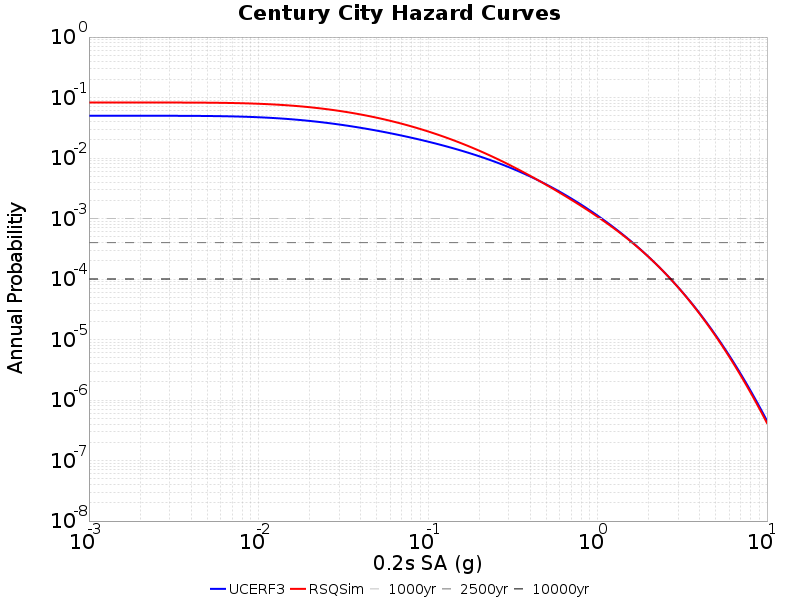 Century City Hazard Curves
10^0
10^-1
10^-2
10^-3
10^-4
10^-5
10^-6
10^-7
10^-8
Annual Probabilitiy
10^-3 10^-2 10^-1 10^0 10^1
0.2s SA (g)
UCERF3 RSQSim 1000yr 2500yr 10000yr